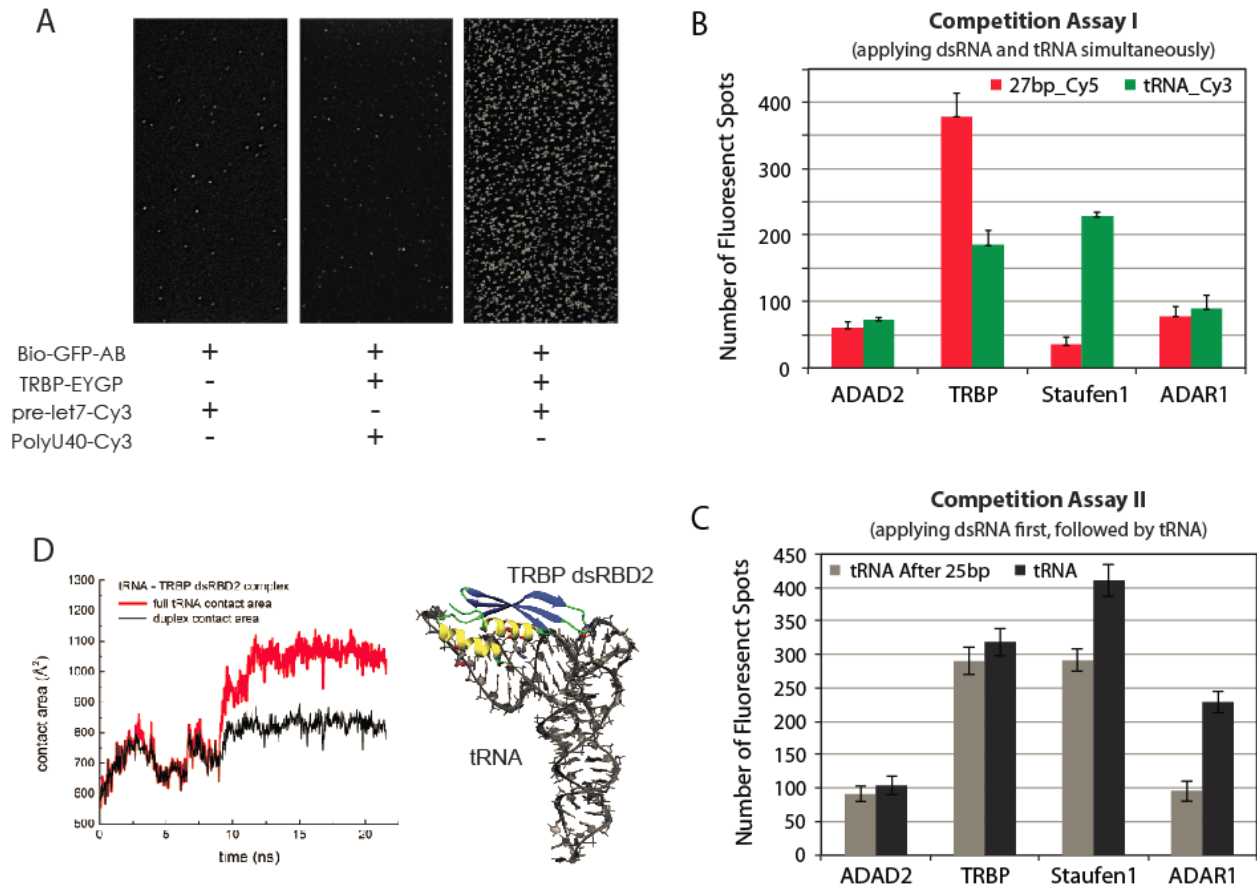 A
Bio-GFP-AB + + +
TRBP-EYGP - + +
pre-let7-Cy3 + - +
PolyU40-Cy3 - + -
B
Competition Assay I
(applying dsRNA and tRNA simultaneously)
27bp_Cy5 tRNA_Cy3
Number of Fluoresenct Spots
400
300
200
100
0
ADAD2 TRBP Staufen1 ADAR1
C
Competition Assay II
(applying dsRNA first, followed by tRNA)
tRNA After 25bp tRNA
Number of Fluoresenct Spots
450
400
350
300
250
200
150
100
50
0
ADAD2 TRBP Staufen1 ADAR1
D
tRNA - TRBP dsRBD2 complex
full tRNA contact area
duplex contact area
contact area (Å²)
1300
1200
1100
1000
900
800
700
600
500
0 5 10 15 20
time (ns)
TRBP dsRBD2
tRNA